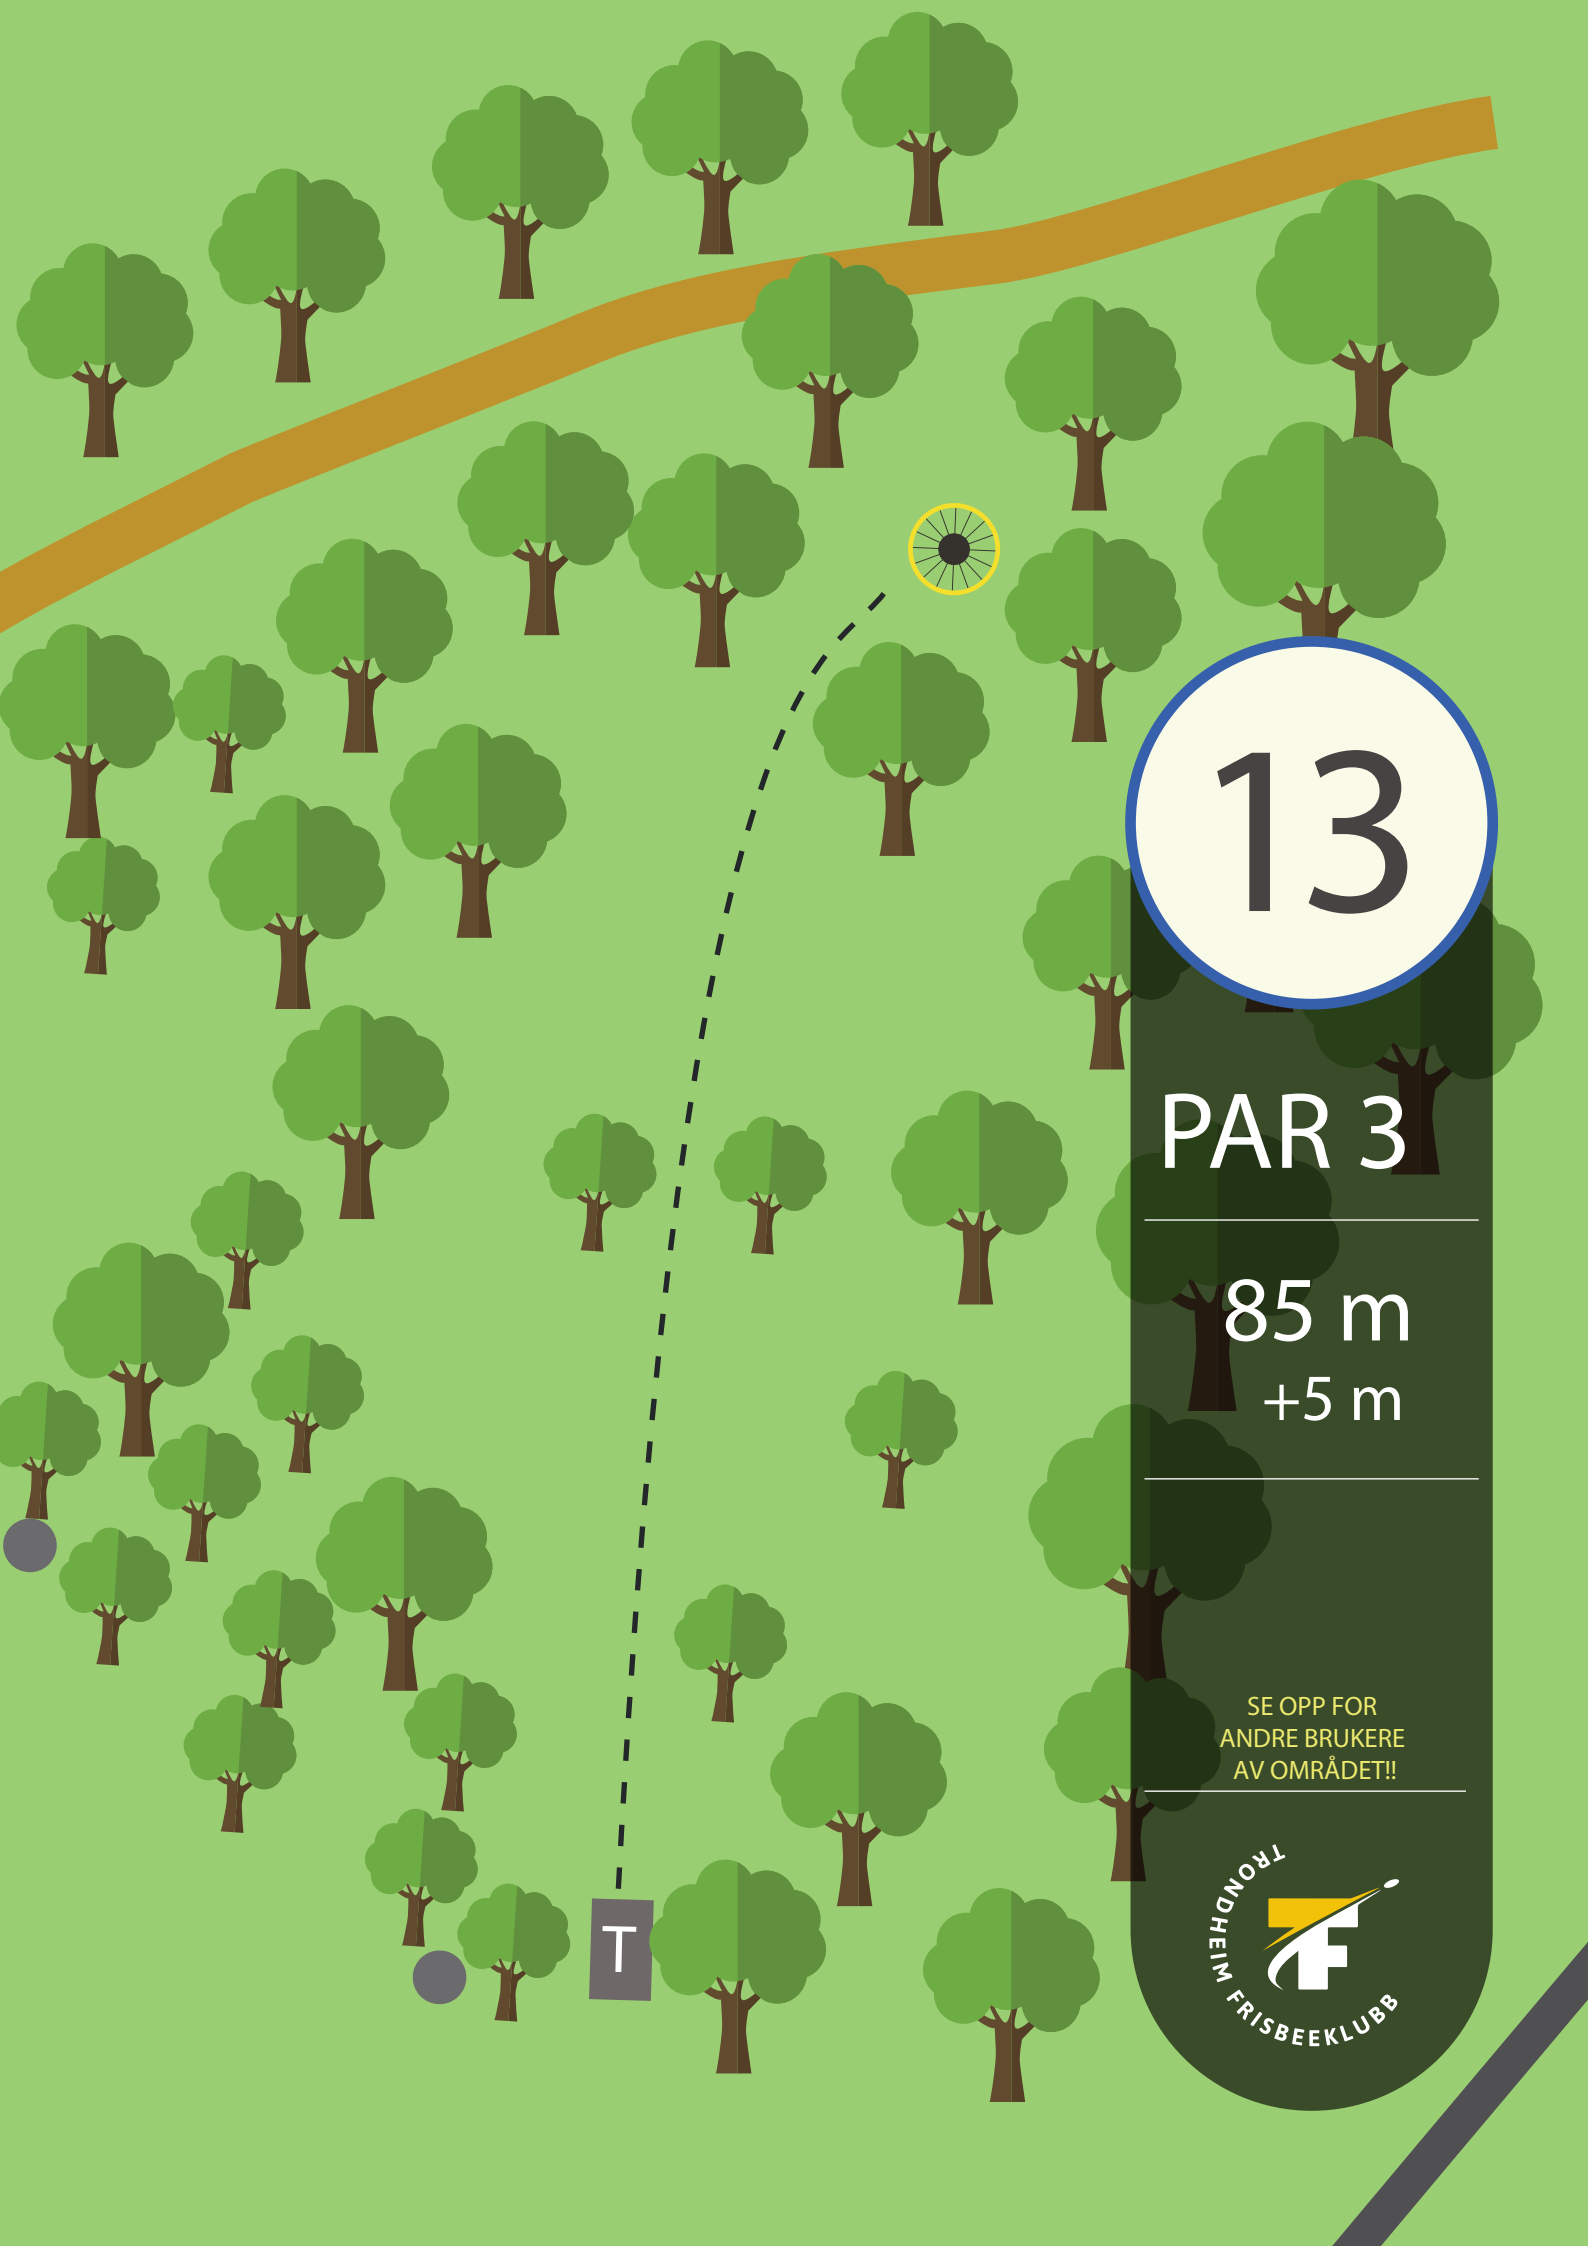 13
PAR 3
85 m
+5 m
SE OPP FOR
ANDRE BRUKERE
AV OMRÅDET!!
TRONDHEIM FRISBEEKLUBB
T